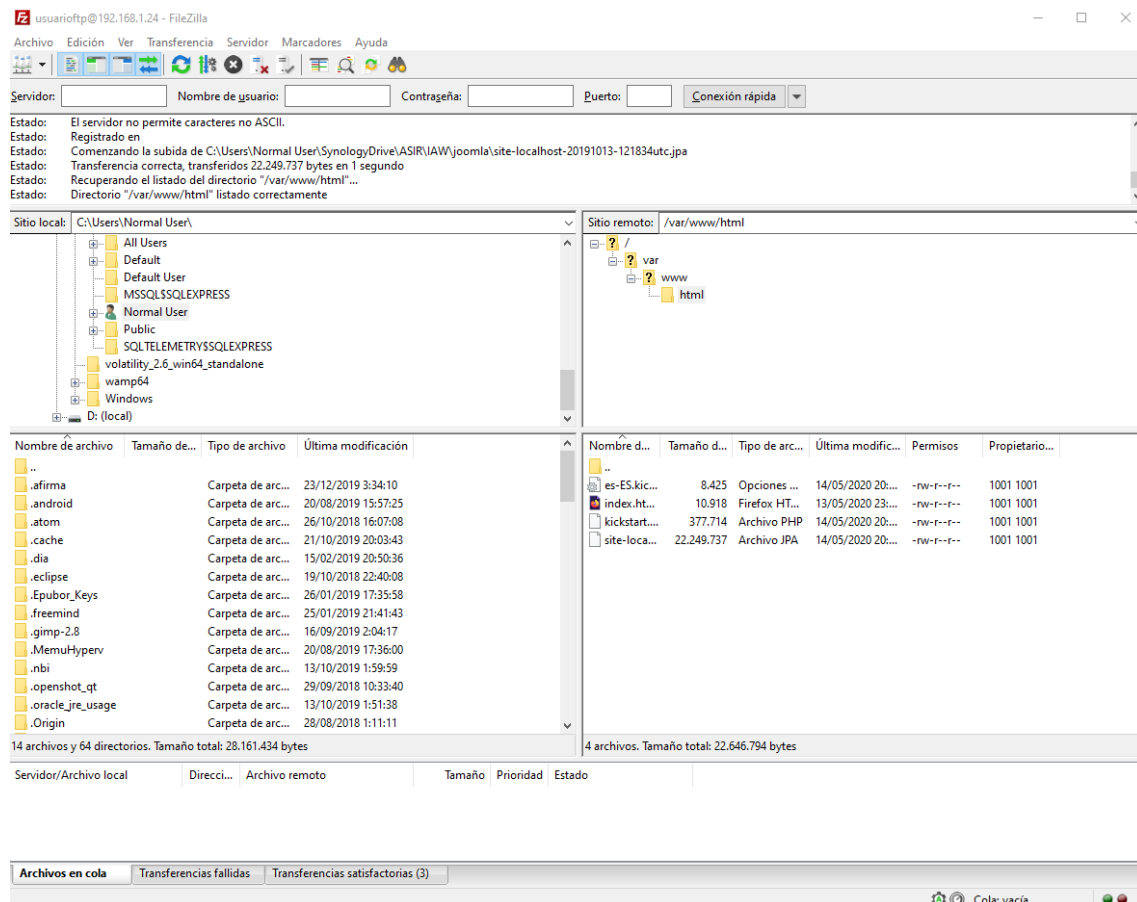 usuarioftp@192.168.1.24 - FileZilla
Archivo Edición Ver Transferencia Servidor Marcadores Ayuda
Servidor: Nombre de usuario: Contraseña: Puerto: Conexión rápida
Estado: El servidor no permite caracteres no ASCII.
Estado: Registrado en
Estado: Comenzando la subida de C:\Users\Normal User\SynologyDrive\ASIR\IAW\joomla\site-localhost-20191013-121834utc.jpa
Estado: Transferencia correcta, transferidos 22.249.737 bytes en 1 segundo
Estado: Recuperando el listado del directorio "/var/www/html"...
Estado: Directorio "/var/www/html" listado correctamente
Sitio local: C:\Users\Normal User\
All Users
Default
Default User
MSSQL$SQLEXPRESS
Normal User
Public
SQLTELEMETRY$SQLEXPRESS
volatility_2.6_win64_standalone
wamp64
Windows
D: (local)
Sitio remoto: /var/www/html
/
var
www
html
Nombre de archivo Tamaño de... Tipo de archivo Última modificación
..
.afirma Carpeta de arc... 23/12/2019 3:34:10
.android Carpeta de arc... 20/08/2019 15:57:25
.atom Carpeta de arc... 26/10/2018 16:07:08
.cache Carpeta de arc... 21/10/2019 20:03:43
.dia Carpeta de arc... 15/02/2019 20:50:36
.eclipse Carpeta de arc... 19/10/2018 22:40:08
.Epubor_Keys Carpeta de arc... 26/01/2019 17:35:58
.freemind Carpeta de arc... 25/01/2019 21:41:43
.gimp-2.8 Carpeta de arc... 16/09/2019 2:04:17
.MemuHyperv Carpeta de arc... 20/08/2019 17:36:00
.nbi Carpeta de arc... 13/10/2019 1:59:59
.openshot_qt Carpeta de arc... 29/09/2018 10:33:40
.oracle_jre_usage Carpeta de arc... 13/10/2019 1:51:38
.Origin Carpeta de arc... 28/08/2018 1:11:11
14 archivos y 64 directorios. Tamaño total: 28.161.434 bytes
Nombre d... Tamaño d... Tipo de arc... Última modific... Permisos Propietario...
..
es-ES.kic... 8.425 Opciones ... 14/05/2020 20:... -rw-r--r-- 1001 1001
index.ht... 10.918 Firefox HT... 13/05/2020 23:... -rw-r--r-- 1001 1001
kickstart.... 377.714 Archivo PHP 14/05/2020 20:... -rw-r--r-- 1001 1001
site-loca... 22.249.737 Archivo JPA 14/05/2020 20:... -rw-r--r-- 1001 1001
4 archivos. Tamaño total: 22.646.794 bytes
Servidor/Archivo local Direcci... Archivo remoto Tamaño Prioridad Estado
Archivos en cola Transferencias fallidas Transferencias satisfactorias (3)
Cola: vacía